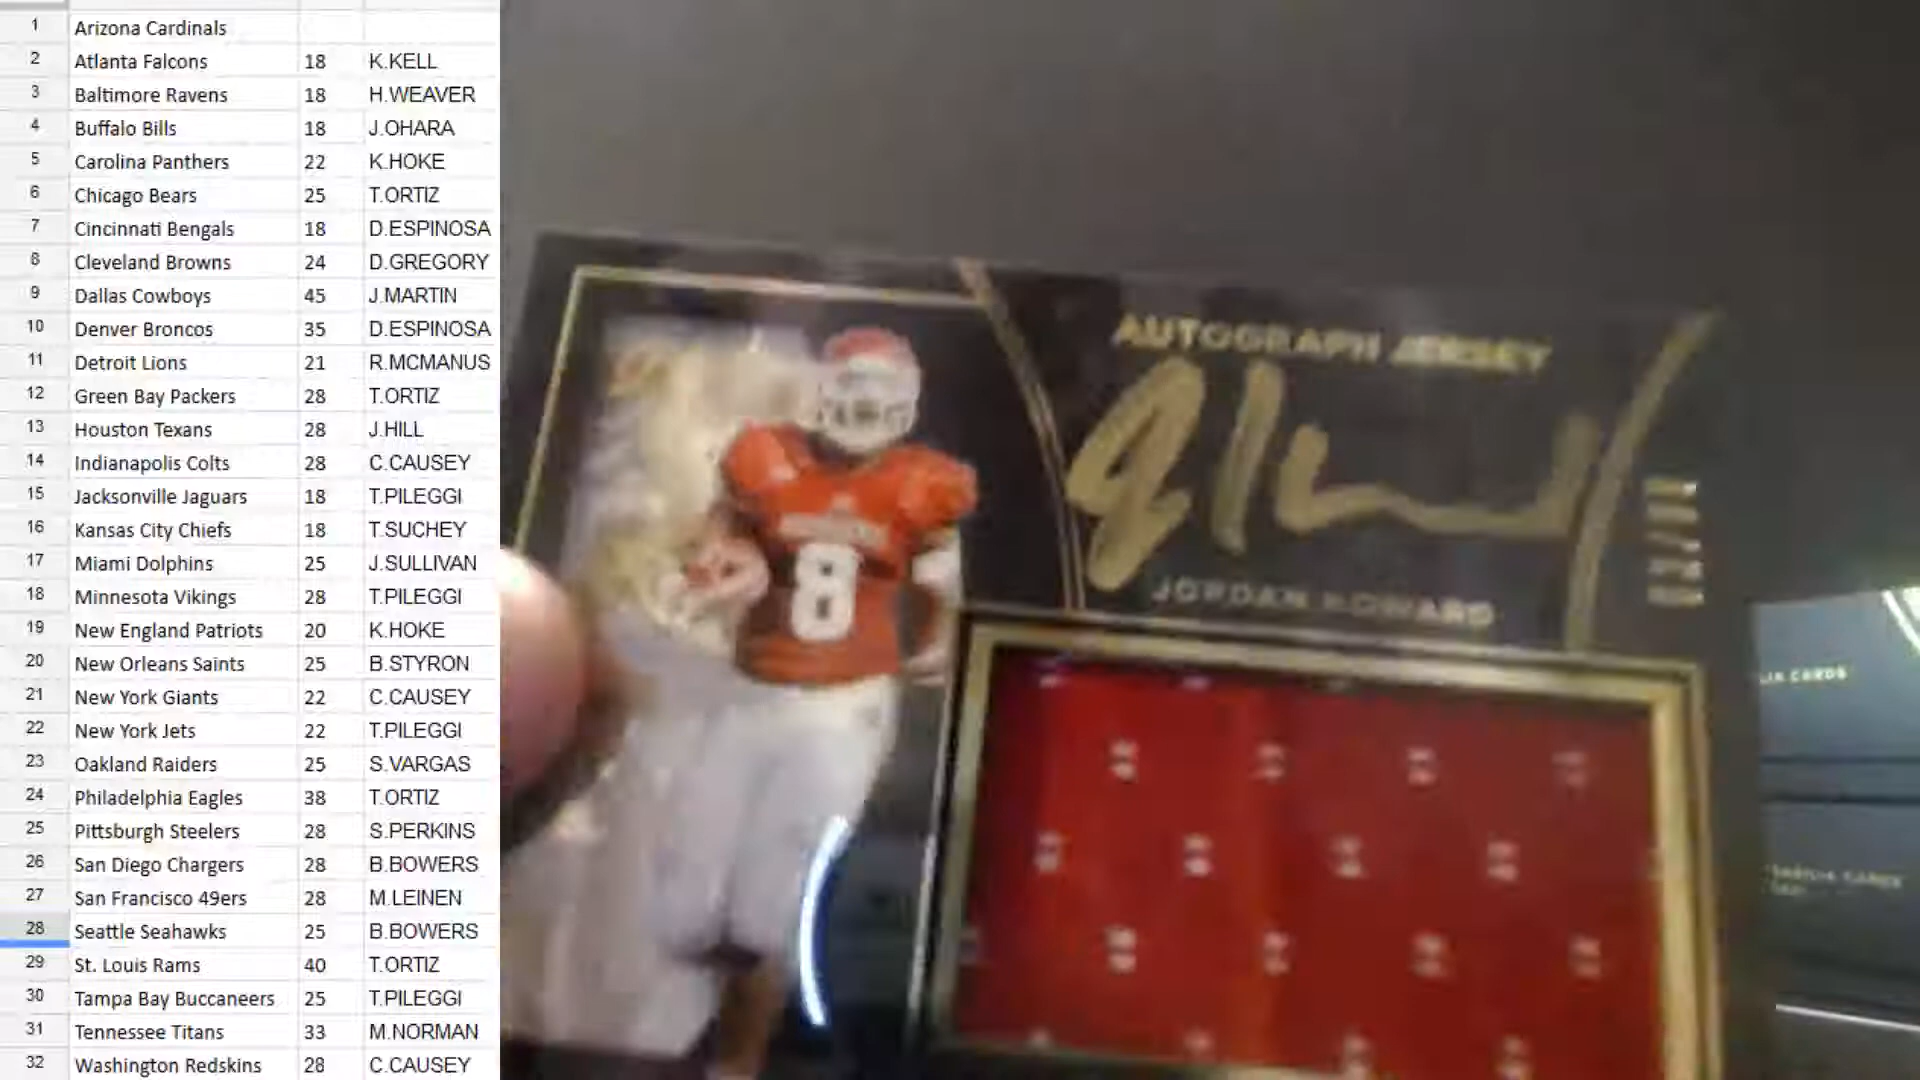 1 Arizona Cardinals
2 Atlanta Falcons 18 K.KELL
3 Baltimore Ravens 18 H.WEAVER
4 Buffalo Bills 18 J.OHARA
5 Carolina Panthers 22 K.HOKE
6 Chicago Bears 25 T.ORTIZ
7 Cincinnati Bengals 18 D.ESPINOSA
8 Cleveland Browns 24 D.GREGORY
9 Dallas Cowboys 45 J.MARTIN
10 Denver Broncos 35 D.ESPINOSA
11 Detroit Lions 21 R.MCMANUS
12 Green Bay Packers 28 T.ORTIZ
13 Houston Texans 28 J.HILL
14 Indianapolis Colts 28 C.CAUSEY
15 Jacksonville Jaguars 18 T.PILEGGI
16 Kansas City Chiefs 18 T.SUCHEY
17 Miami Dolphins 25 J.SULLIVAN
18 Minnesota Vikings 28 T.PILEGGI
19 New England Patriots 20 K.HOKE
20 New Orleans Saints 25 B.STYRON
21 New York Giants 22 C.CAUSEY
22 New York Jets 22 T.PILEGGI
23 Oakland Raiders 25 S.VARGAS
24 Philadelphia Eagles 38 T.ORTIZ
25 Pittsburgh Steelers 28 S.PERKINS
26 San Diego Chargers 28 B.BOWERS
27 San Francisco 49ers 28 M.LEINEN
28 Seattle Seahawks 25 B.BOWERS
29 St. Louis Rams 40 T.ORTIZ
30 Tampa Bay Buccaneers 25 T.PILEGGI
31 Tennessee Titans 33 M.NORMAN
32 Washington Redskins 28 C.CAUSEY
AUTOGRAPH JERSEY
JORDAN HOWARD
8
CARDS
CARDS